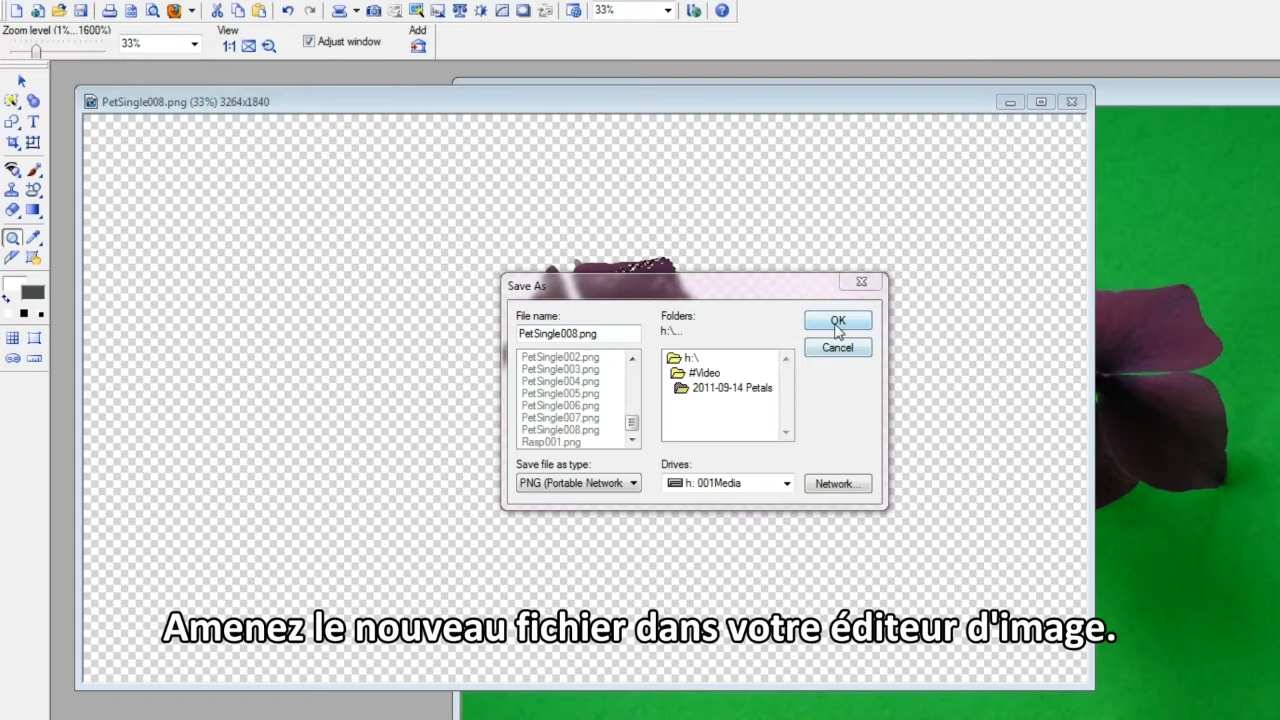 33%
Zoom level (1%...1600%)
33%
View
1:1
Adjust window
Add
T
PetSingle008.png (33%) 3264x1840
Save As
File name:
PetSingle008.png
PetSingle002.png
PetSingle003.png
PetSingle004.png
PetSingle005.png
PetSingle006.png
PetSingle007.png
PetSingle008.png
Rasp001.png
Save file as type:
PNG (Portable Network
Folders:
h:\...
h:\
#Video
2011-09-14 Petals
Drives:
h: 001Media
OK
Cancel
Network...
Amenez le nouveau fichier dans votre éditeur d'image.